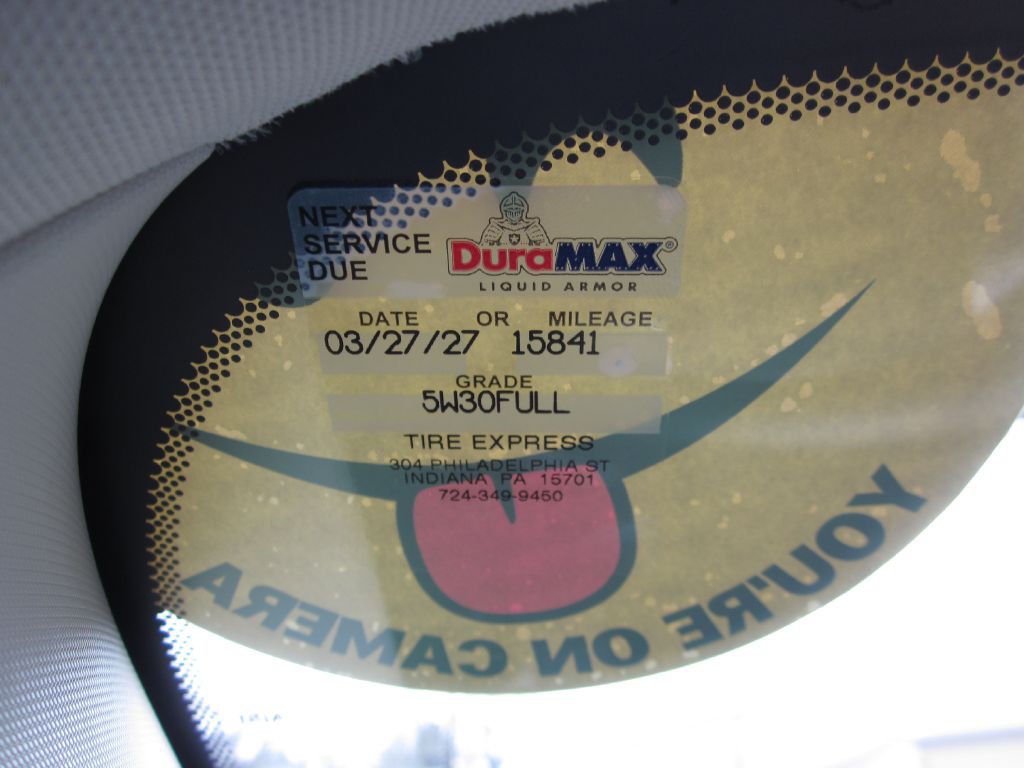 NEXT
SERVICE
DUE
DuraMAX®
LIQUID ARMOR
DATE OR MILEAGE
03/27/27 15841
GRADE
5W30FULL
TIRE EXPRESS
304 PHILADELPHIA ST
INDIANA PA 15701
724-349-9450
YOU'RE ON CAMERA